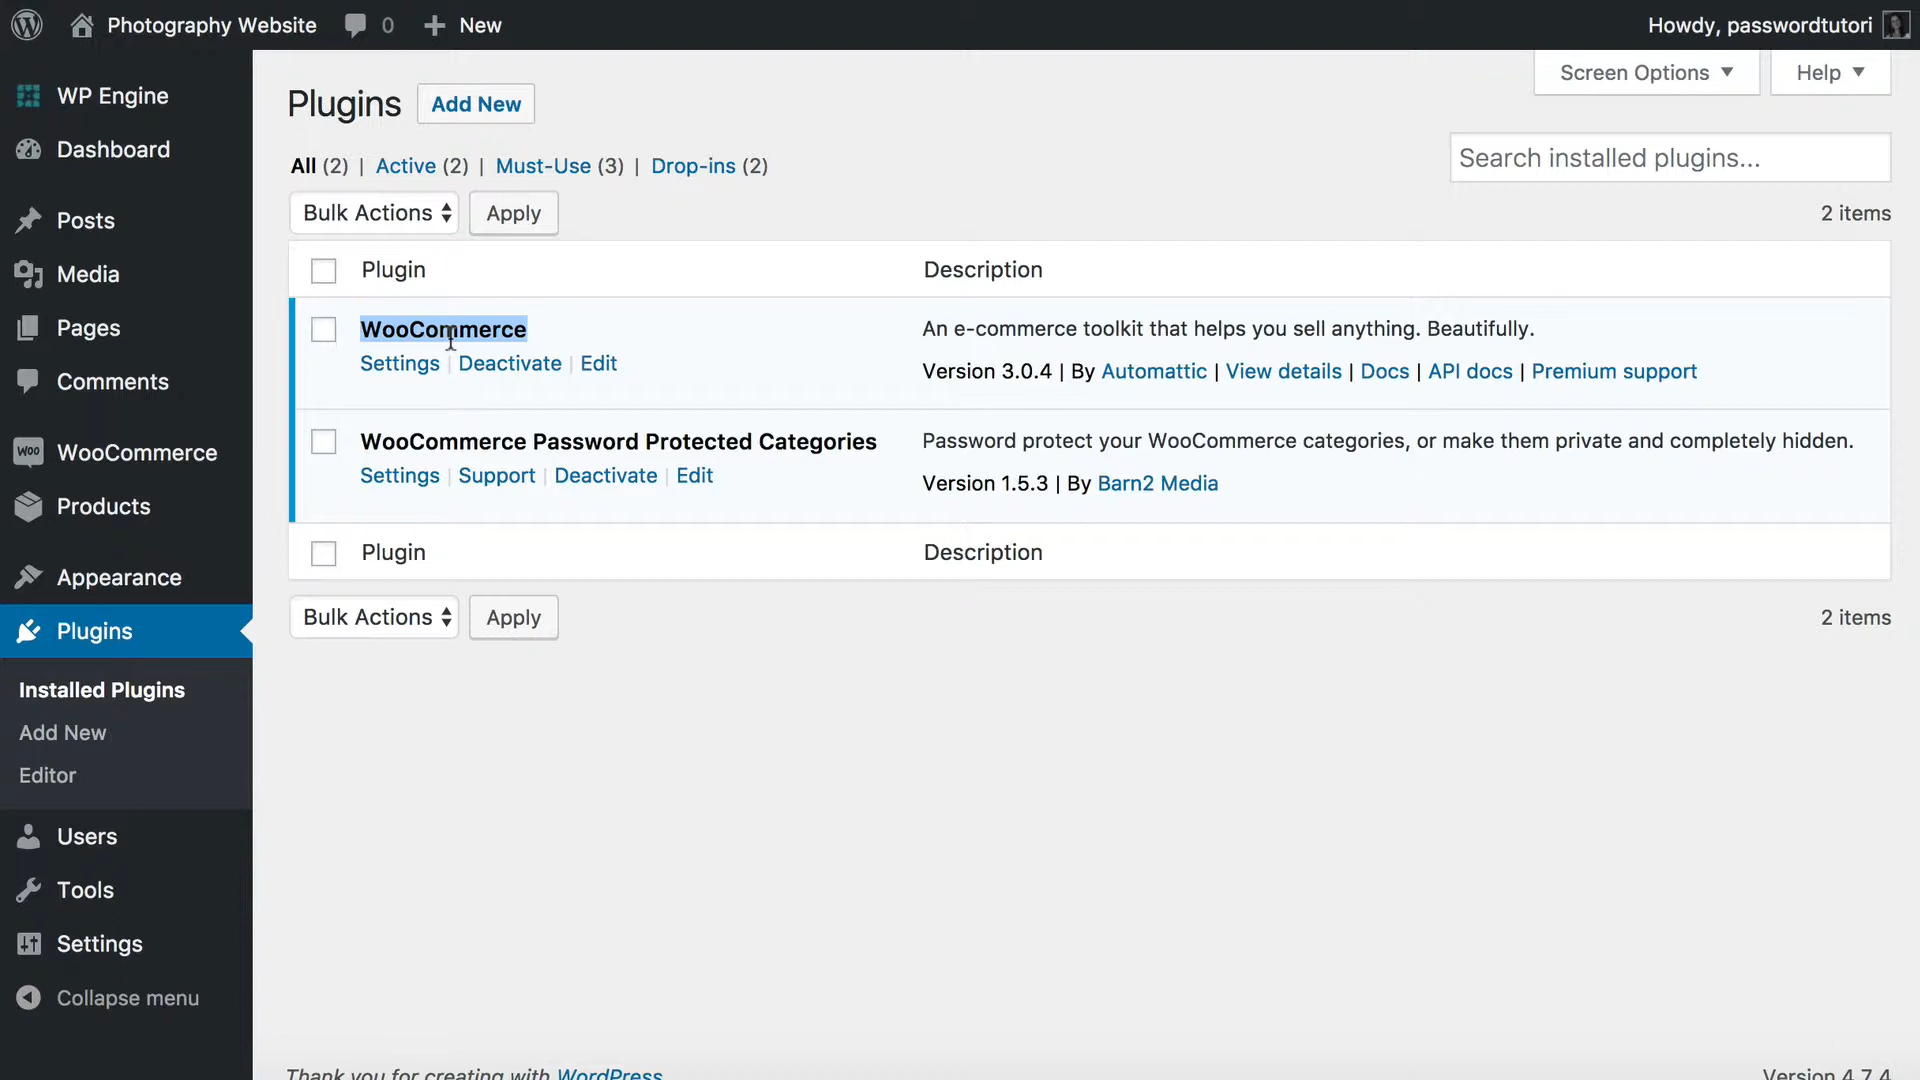 Photography Website 0 New Howdy, passwordtutori
WP Engine
Dashboard
Posts
Media
Pages
Comments
WOO WooCommerce
Products
Appearance
Plugins
Installed Plugins
Add New
Editor
Users
Tools
Settings
Collapse menu
Screen Options Help
Plugins Add New
All (2) | Active (2) | Must-Use (3) | Drop-ins (2)
Search installed plugins...
Bulk Actions Apply 2 items
Plugin Description
WooCommerce An e-commerce toolkit that helps you sell anything. Beautifully.
Settings | Deactivate | Edit Version 3.0.4 | By Automattic | View details | Docs | API docs | Premium support
WooCommerce Password Protected Categories Password protect your WooCommerce categories, or make them private and completely hidden.
Settings | Support | Deactivate | Edit Version 1.5.3 | By Barn2 Media
Plugin Description
Bulk Actions Apply 2 items
Thank you for creating with WordPress Version 4.7.4